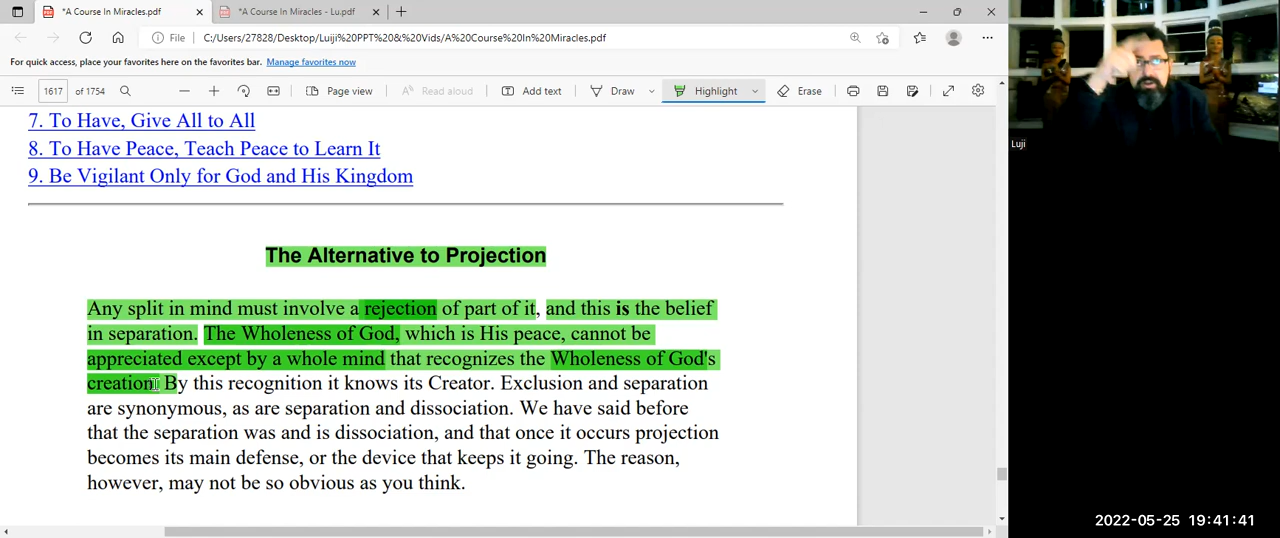 *A Course In Miracles.pdf
*A Course In Miracles - Lu.pdf
File C:/Users/27828/Desktop/Luiji%20PPT%20&%20Vids/A%20Course%20In%20Miracles.pdf
For quick access, place your favorites here on the favorites bar. Manage favorites now
1617 of 1754 Page view Read aloud Add text Draw Highlight Erase
7. To Have, Give All to All
8. To Have Peace, Teach Peace to Learn It
9. Be Vigilant Only for God and His Kingdom
The Alternative to Projection
Any split in mind must involve a rejection of part of it, and this is the belief
in separation. The Wholeness of God, which is His peace, cannot be
appreciated except by a whole mind that recognizes the Wholeness of God's
creation. By this recognition it knows its Creator. Exclusion and separation
are synonymous, as are separation and dissociation. We have said before
that the separation was and is dissociation, and that once it occurs projection
becomes its main defense, or the device that keeps it going. The reason,
however, may not be so obvious as you think.
Luji
2022-05-25 19:41:41